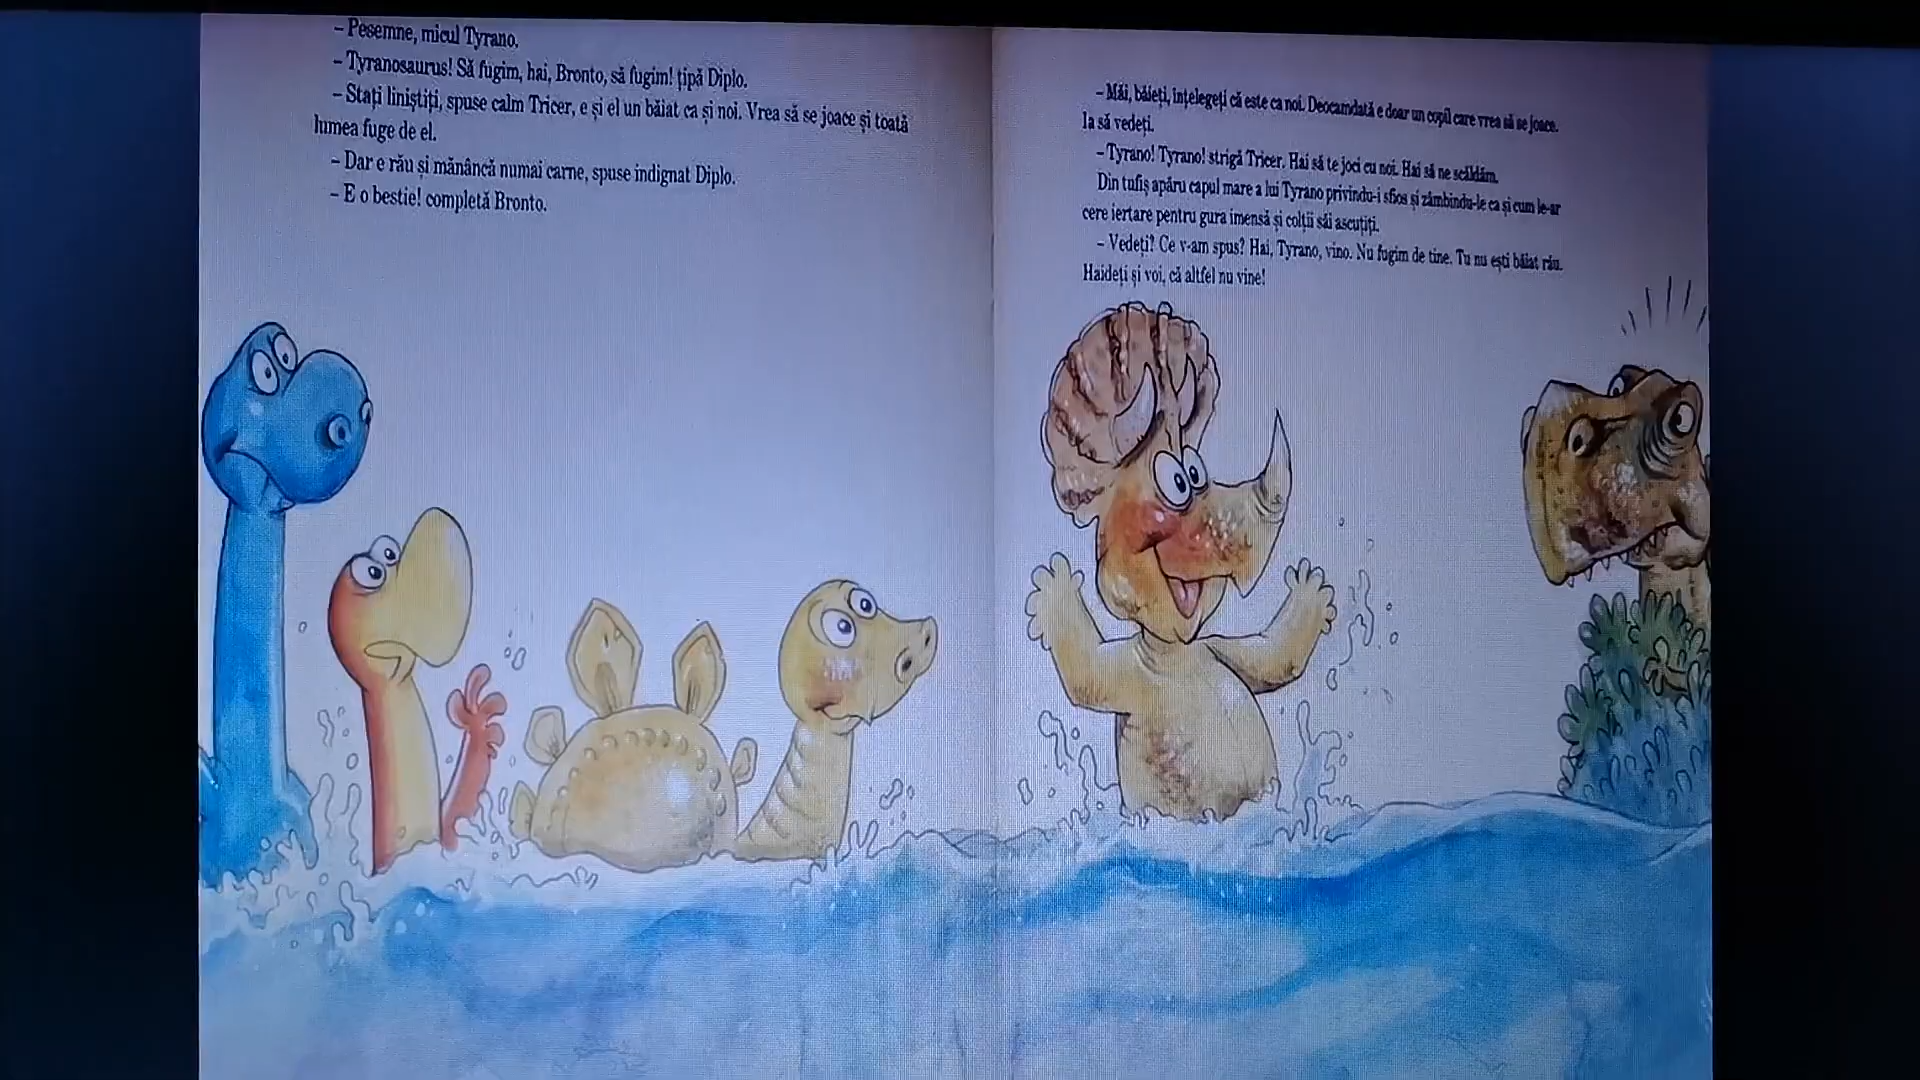 – Pesemne, micul Tyrano.
– Tyranosaurus! Să fugim, hai, Bronto, să fugim! țipă Diplo.
– Stați liniștiți, spuse calm Tricer, e și el un băiat ca și noi. Vrea să se joace și toată
lumea fuge de el.
– Dar e rău și mănâncă numai carne, spuse indignat Diplo.
– E o bestie! completă Bronto.
– Măi, băieți, înțelegeți că este ca noi. Deocamdată e doar un copil care vrea să se joace.
Ia să vedeți.
– Tyrano! Tyrano! strigă Tricer. Hai să te joci cu noi. Hai să ne scăldăm.
Din tufiș apăru capul mare a lui Tyrano privindu-i sfios și zâmbindu-le ca și cum le-ar
cere iertare pentru gura imensă și colții săi ascuțiți.
– Vedeți? Ce v-am spus? Hai, Tyrano, vino. Nu fugim de tine. Tu nu ești băiat rău.
Haideți și voi, că altfel nu vine!